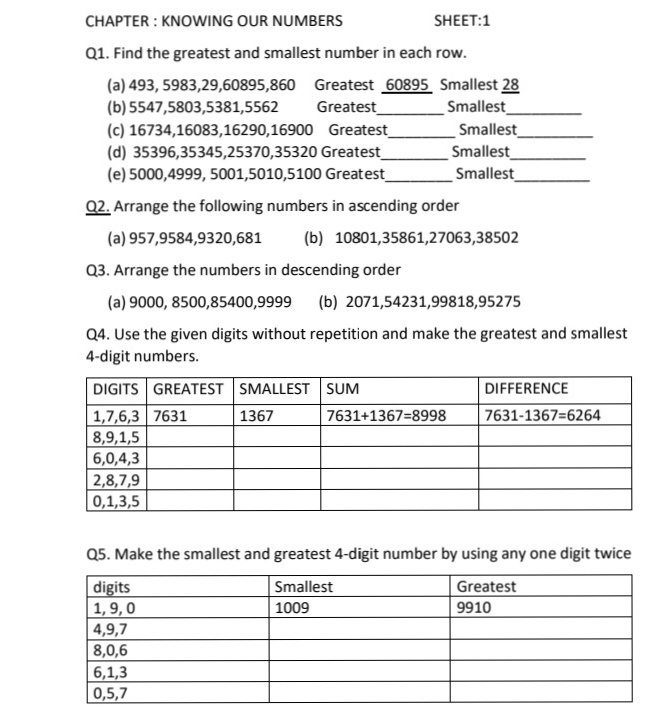 CHAPTER : KNOWING OUR NUMBERS SHEET:1
Q1. Find the greatest and smallest number in each row.
(a) 493, 5983,29,60895,860 Greatest 60895 Smallest 28
(b) 5547,5803,5381,5562 Greatest________ Smallest________
(c) 16734,16083,16290,16900 Greatest________ Smallest________
(d) 35396,35345,25370,35320 Greatest________ Smallest________
(e) 5000,4999, 5001,5010,5100 Greatest________ Smallest________
Q2. Arrange the following numbers in ascending order
(a) 957,9584,9320,681 (b) 10801,35861,27063,38502
Q3. Arrange the numbers in descending order
(a) 9000, 8500,85400,9999 (b) 2071,54231,99818,95275
Q4. Use the given digits without repetition and make the greatest and smallest
4-digit numbers.
DIGITS GREATEST SMALLEST SUM DIFFERENCE
1,7,6,3 7631 1367 7631+1367=8998 7631-1367=6264
8,9,1,5
6,0,4,3
2,8,7,9
0,1,3,5
Q5. Make the smallest and greatest 4-digit number by using any one digit twice
digits Smallest Greatest
1, 9, 0 1009 9910
4,9,7
8,0,6
6,1,3
0,5,7